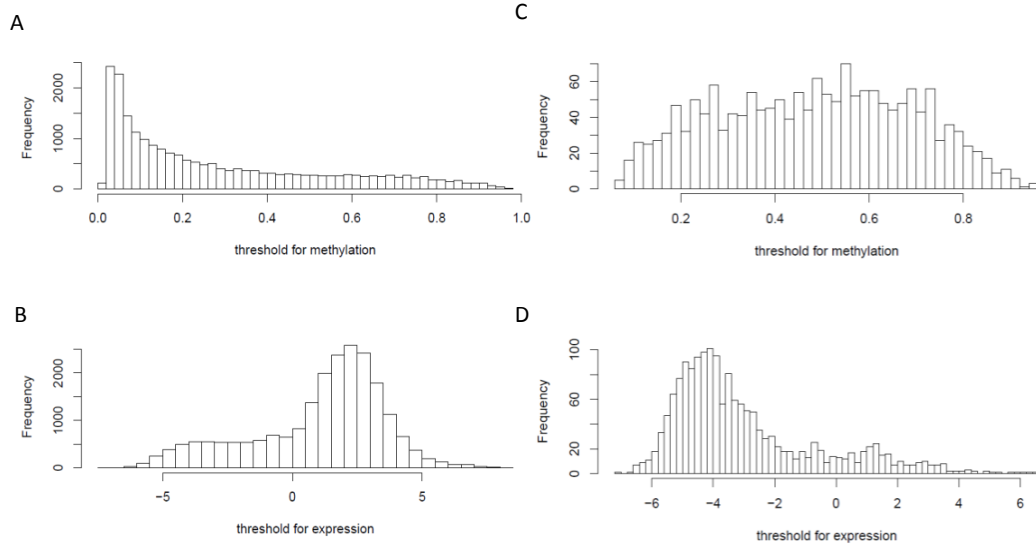 A
Frequency
0
1000
2000
0.0 0.2 0.4 0.6 0.8 1.0
threshold for methylation
C
Frequency
0
20
40
60
0.2 0.4 0.6 0.8
threshold for methylation
B
Frequency
0
1000
2000
−5 0 5
threshold for expression
D
Frequency
0
20
50
100
−6 −4 −2 0 2 4 6
threshold for expression